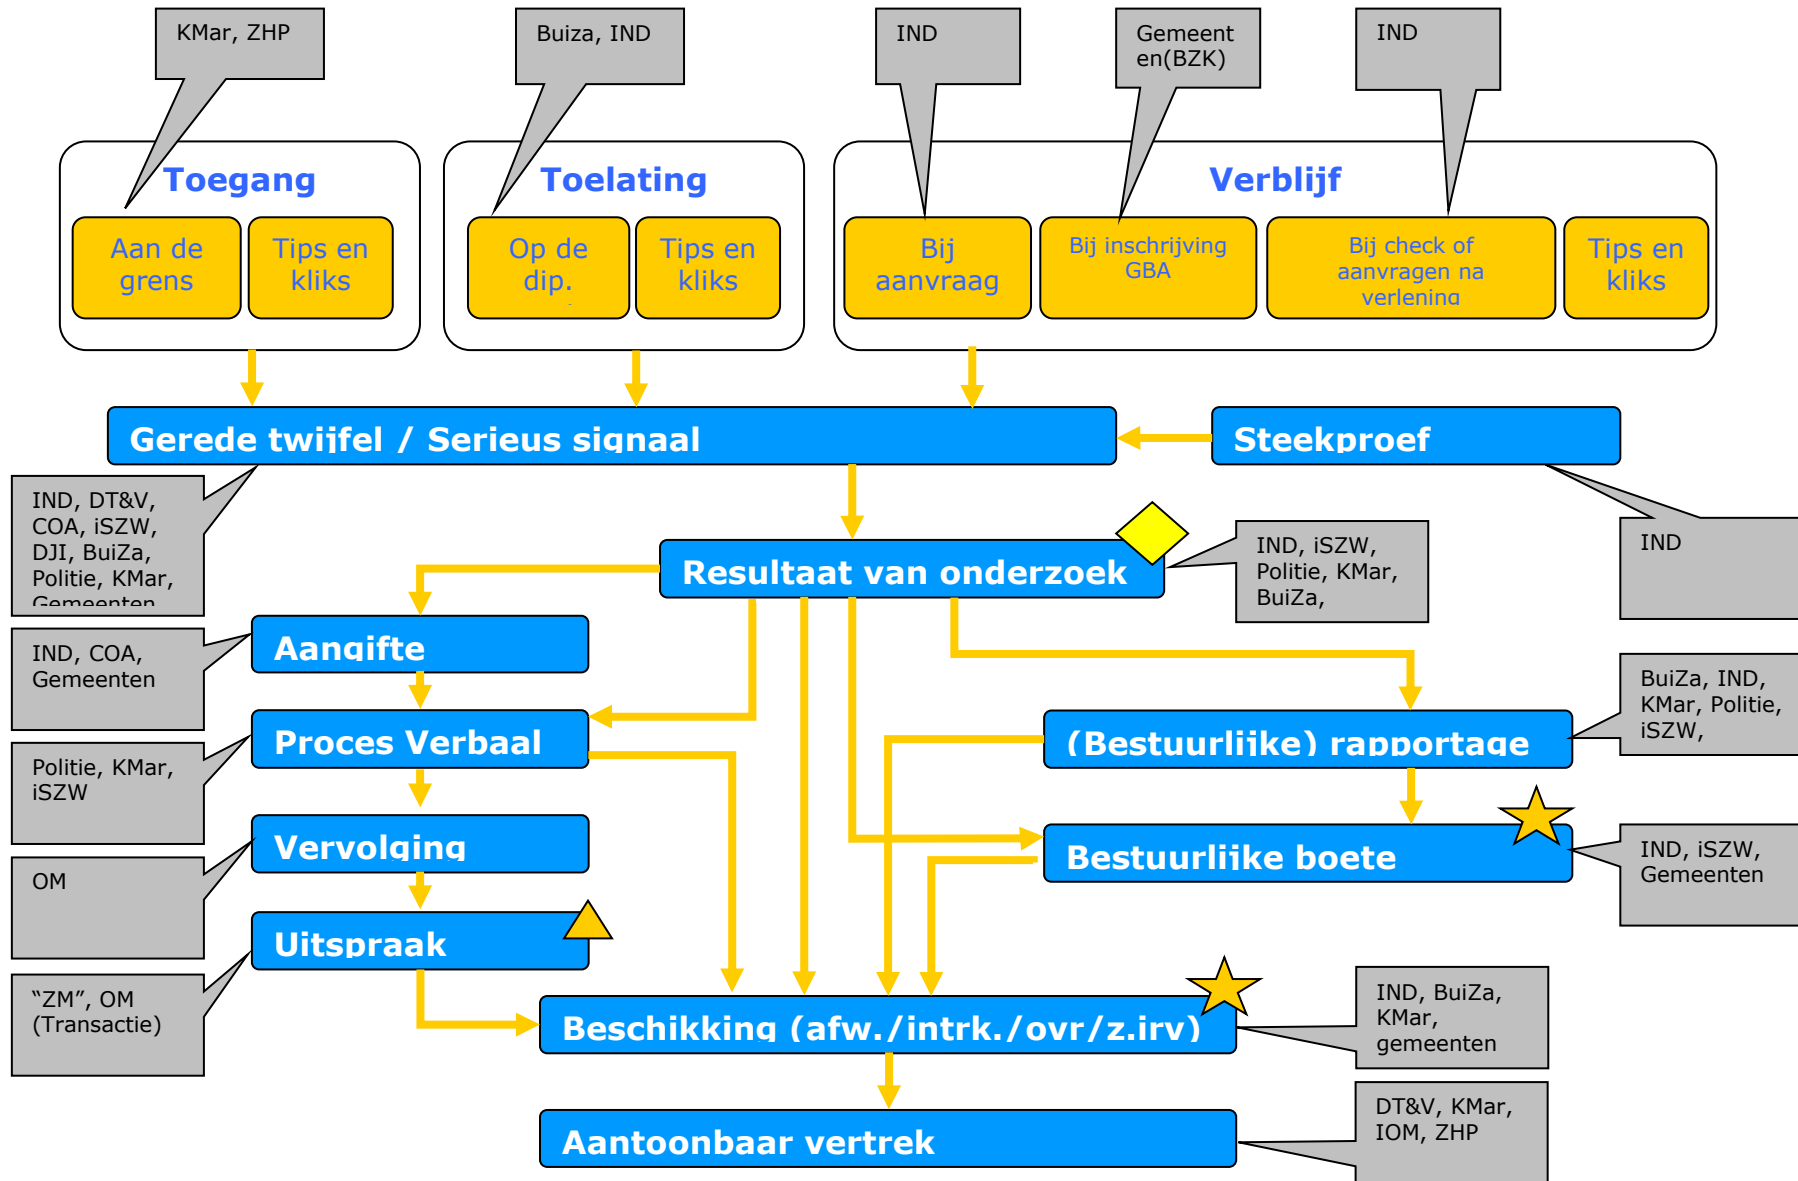 KMar, ZHP
Buiza, IND
IND
Gemeent
en(BZK)
IND
Toegang
Toelating
Verblijf
Aan de
grens
Tips en
kliks
Op de
dip.
Tips en
kliks
Bij
aanvraag
Bij inschrijving
GBA
Bij check of
aanvragen na
verlening
Tips en
kliks
Gerede twijfel / Serieus signaal
Steekproef
IND, DT&V,
COA, iSZW,
DJI, BuiZa,
Politie, KMar,
Gemeenten
IND
Resultaat van onderzoek
IND, iSZW,
Politie, KMar,
BuiZa,
Aangifte
IND, COA,
Gemeenten
BuiZa, IND,
KMar, Politie,
iSZW,
Proces Verbaal
(Bestuurlijke) rapportage
Politie, KMar,
iSZW
Vervolging
Bestuurlijke boete
IND, iSZW,
Gemeenten
OM
Uitspraak
"ZM", OM
(Transactie)
Beschikking (afw./intrk./ovr/z.irv)
IND, BuiZa,
KMar,
gemeenten
Aantoonbaar vertrek
DT&V, KMar,
IOM, ZHP